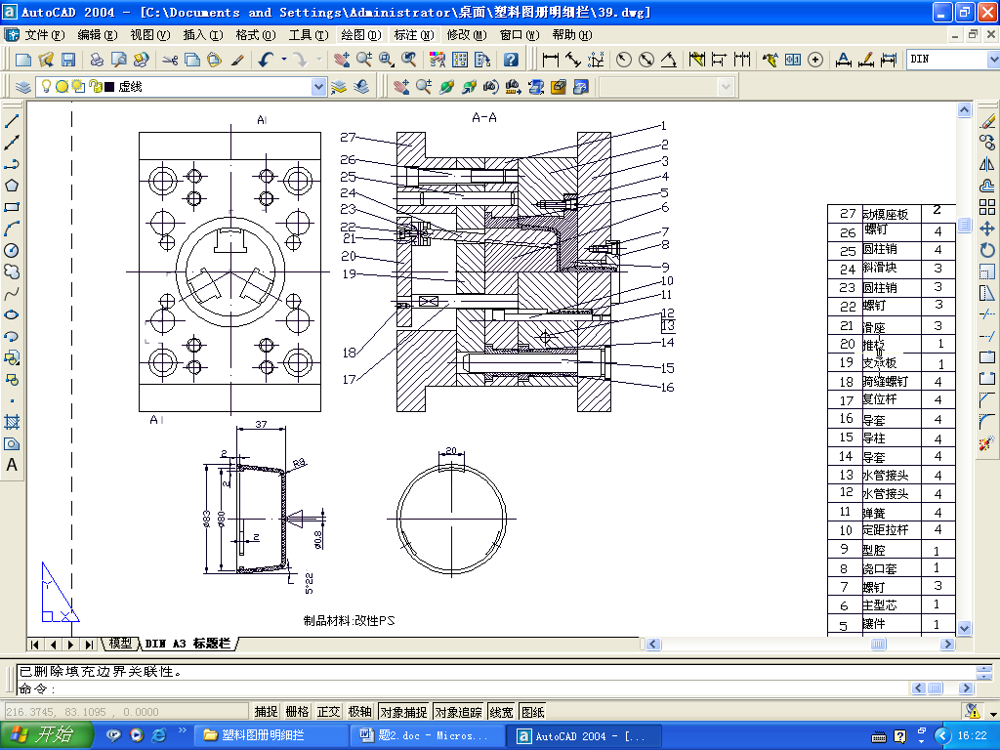 AutoCAD 2004 - [C:\Documents and Settings\Administrator\桌面\塑料图册明细拦\39.dwg]
文件(F) 编辑(E) 视图(V) 插入(I) 格式(O) 工具(T) 绘图(D) 标注(N) 修改(M) 窗口(W) 帮助(H)
DIN
虚线
A
A-A
27
26
25
24
23
22
21
20
19
18
17
1
2
3
4
5
6
7
8
9
10
11
12
13
14
15
16
A
37
2
R3
2
ø83
ø80
2
ø0.8
5°22
20
制品材料:改性PS
27 动模座板 2
26 螺钉 4
25 圆柱销 4
24 斜滑块 3
23 圆柱销 3
22 螺钉 3
21 滑座 3
20 推板 1
19 支承板 1
18 骑缝螺钉 4
17 复位杆 4
16 导套 4
15 导柱 4
14 导套 4
13 水管接头 4
12 水管接头 4
11 弹簧 4
10 定距拉杆 4
9 型腔 1
8 浇口套 1
7 螺钉 3
6 主型芯 1
5 镶件 1
Y
X
模型 DIN A3 标题栏
已删除填充边界关联性。
命令:
216.3745, 83.1095 , 0.0000 捕捉 栅格 正交 极轴 对象捕捉 对象追踪 线宽 图纸
开始 塑料图册明细拦 题2.doc - Micros... AutoCAD 2004 - [... 16:22